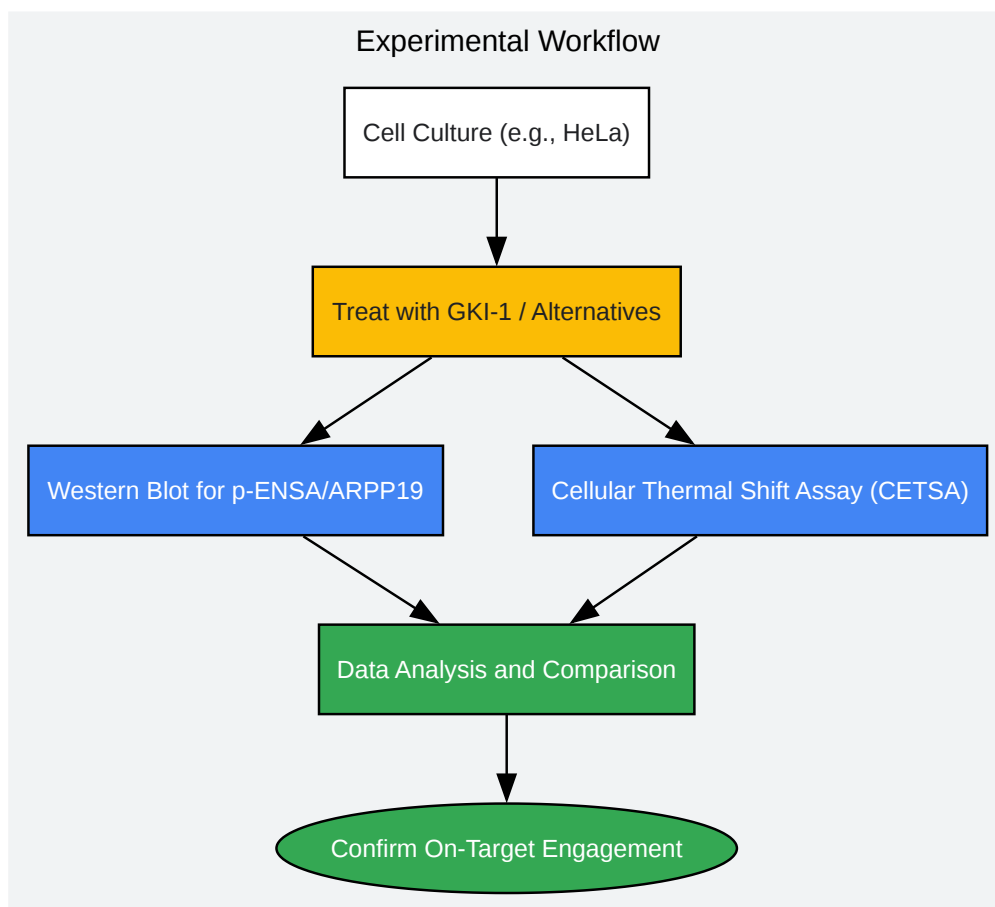 Experimental Workflow
Cell Culture (e.g., HeLa)
Treat with GKI-1 / Alternatives
Western Blot for p-ENSA/ARPP19
Cellular Thermal Shift Assay (CETSA)
Data Analysis and Comparison
Confirm On-Target Engagement